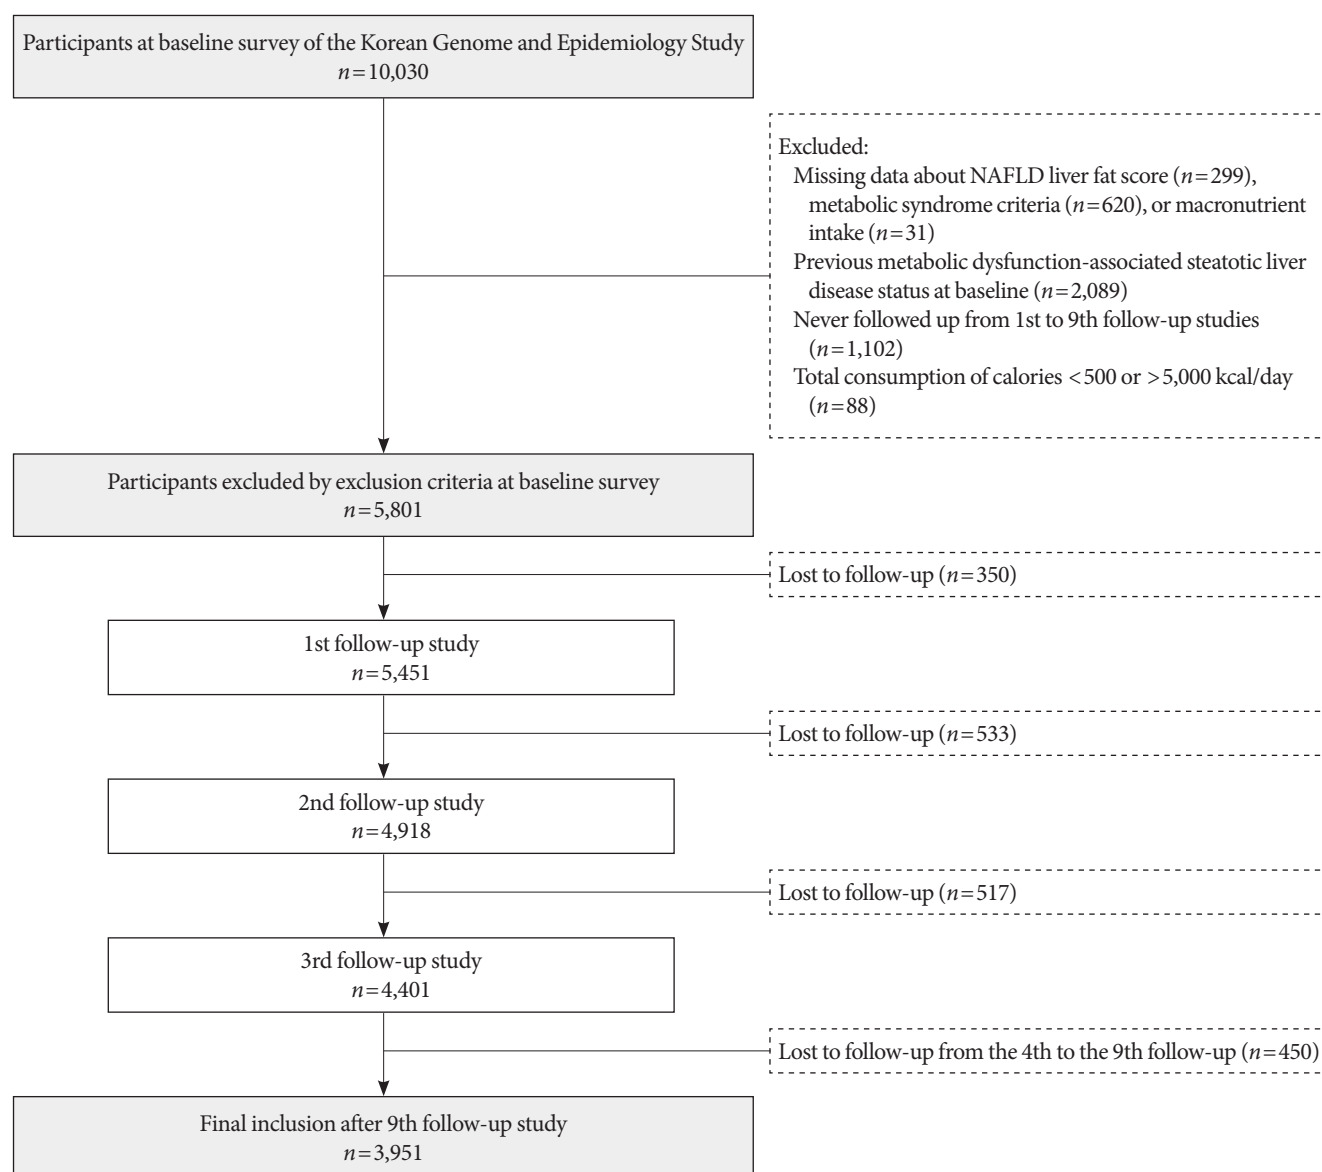 Participants at baseline survey of the Korean Genome and Epidemiology Study
n=10,030
Excluded:
Missing data about NAFLD liver fat score (n=299),
metabolic syndrome criteria (n=620), or macronutrient
intake (n=31)
Previous metabolic dysfunction-associated steatotic liver
disease status at baseline (n=2,089)
Never followed up from 1st to 9th follow-up studies
(n=1,102)
Total consumption of calories <500 or >5,000 kcal/day
(n=88)
Participants excluded by exclusion criteria at baseline survey
n=5,801
Lost to follow-up (n=350)
1st follow-up study
n=5,451
Lost to follow-up (n=533)
2nd follow-up study
n=4,918
Lost to follow-up (n=517)
3rd follow-up study
n=4,401
Lost to follow-up from the 4th to the 9th follow-up (n=450)
Final inclusion after 9th follow-up study
n=3,951